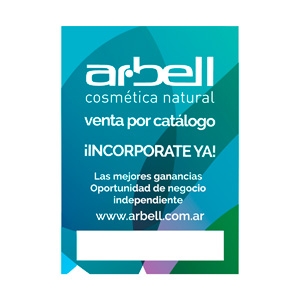 arbell
cosmética natural
venta por catálogo
¡INCORPORATE YA!
Las mejores ganancias
Oportunidad de negocio
independiente
www.arbell.com.ar